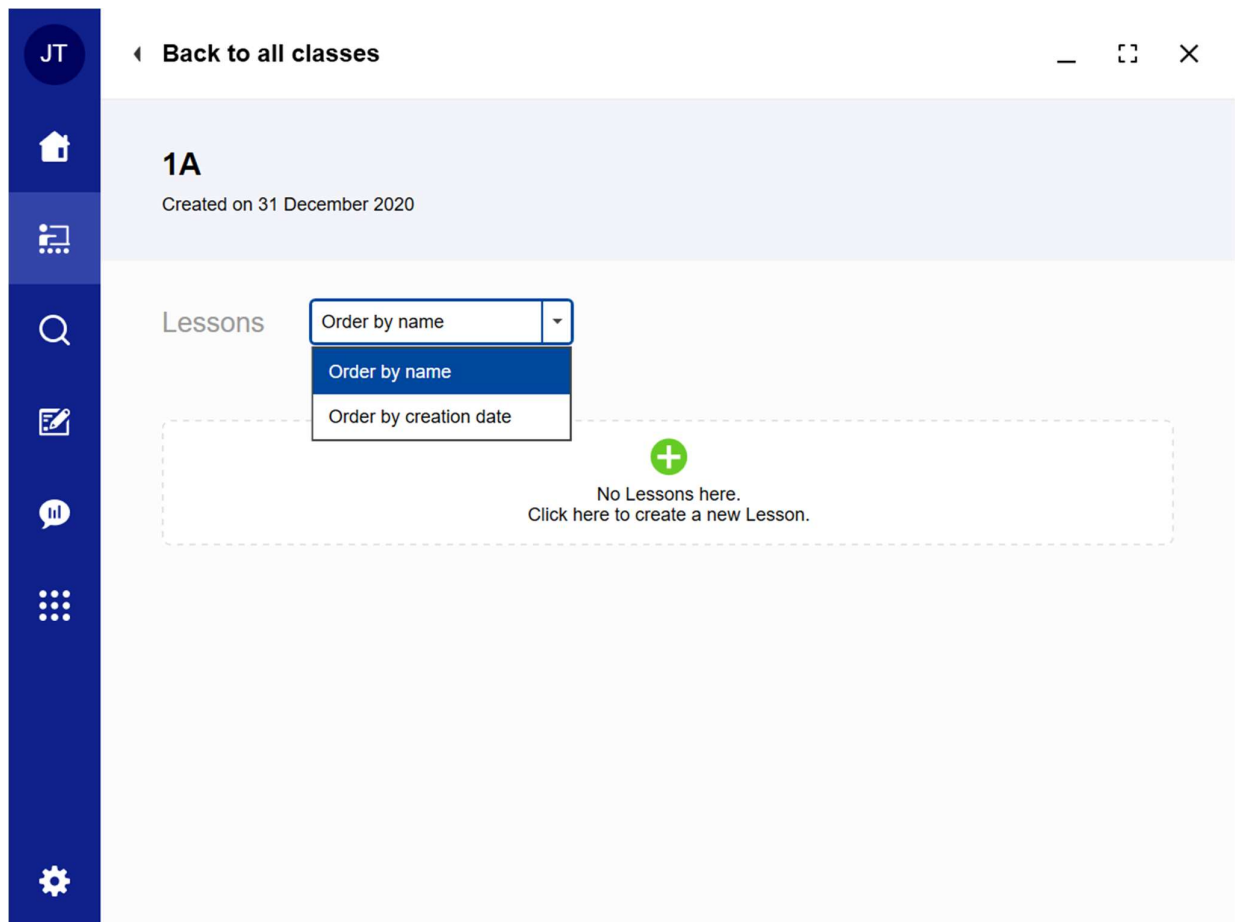 JT
Back to all classes
1A
Created on 31 December 2020
Lessons
Order by name
Order by name
Order by creation date
No Lessons here.
Click here to create a new Lesson.